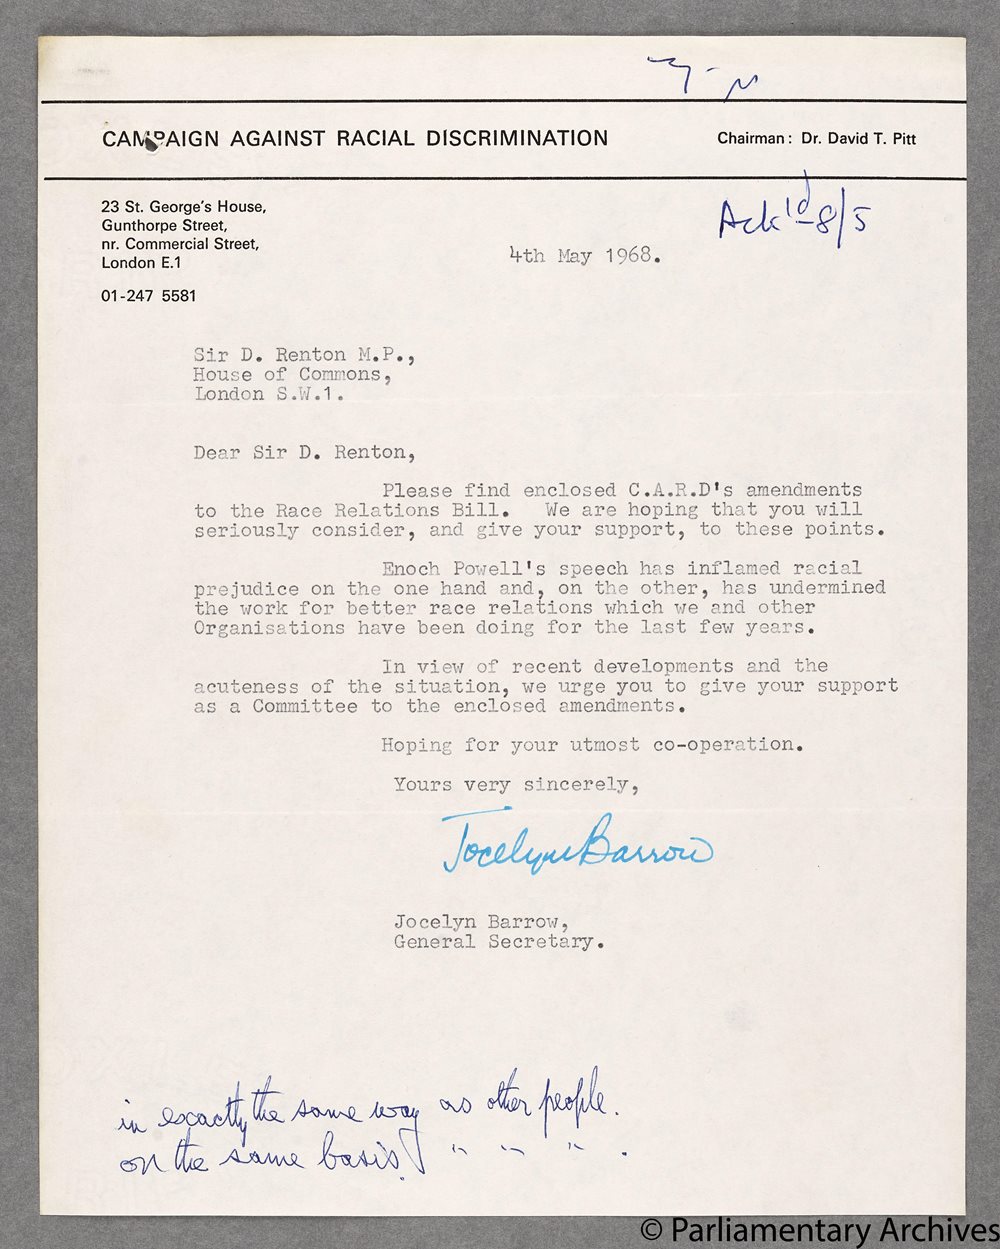 CAMPAIGN AGAINST RACIAL DISCRIMINATION Chairman: Dr. David T. Pitt
23 St. George's House,
Gunthorpe Street,
nr. Commercial Street,
London E.1
01-247 5581
Ack'd 8/5
4th May 1968.
Sir D. Renton M.P.,
House of Commons,
London S.W.1.
Dear Sir D. Renton,
Please find enclosed C.A.R.D's amendments
to the Race Relations Bill. We are hoping that you will
seriously consider, and give your support, to these points.
Enoch Powell's speech has inflamed racial
prejudice on the one hand and, on the other, has undermined
the work for better race relations which we and other
Organisations have been doing for the last few years.
In view of recent developments and the
acuteness of the situation, we urge you to give your support
as a Committee to the enclosed amendments.
Hoping for your utmost co-operation.
Yours very sincerely,
Jocelyn Barrow
Jocelyn Barrow,
General Secretary.
in exactly the same way as other people.
on the same basis " " " .
© Parliamentary Archives